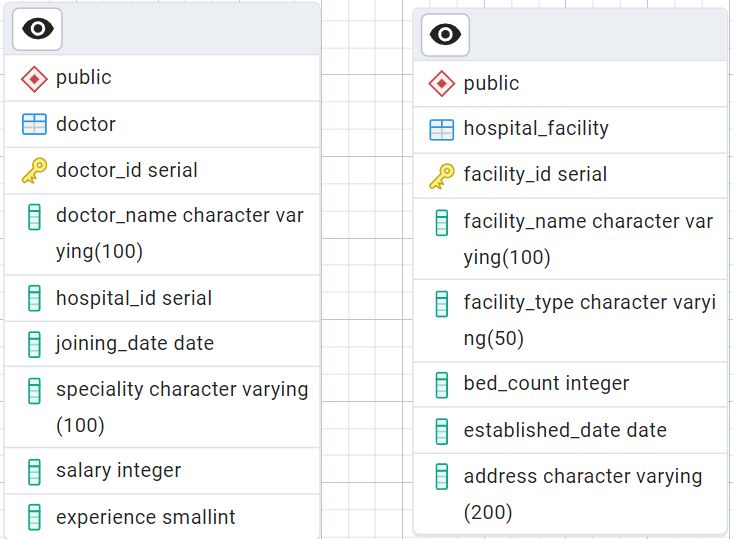 public
doctor
doctor_id serial
doctor_name character var
ying(100)
hospital_id serial
joining_date date
speciality character varying
(100)
salary integer
experience smallint
public
hospital_facility
facility_id serial
facility_name character var
ying(100)
facility_type character varyi
ng(50)
bed_count integer
established_date date
address character varying
(200)